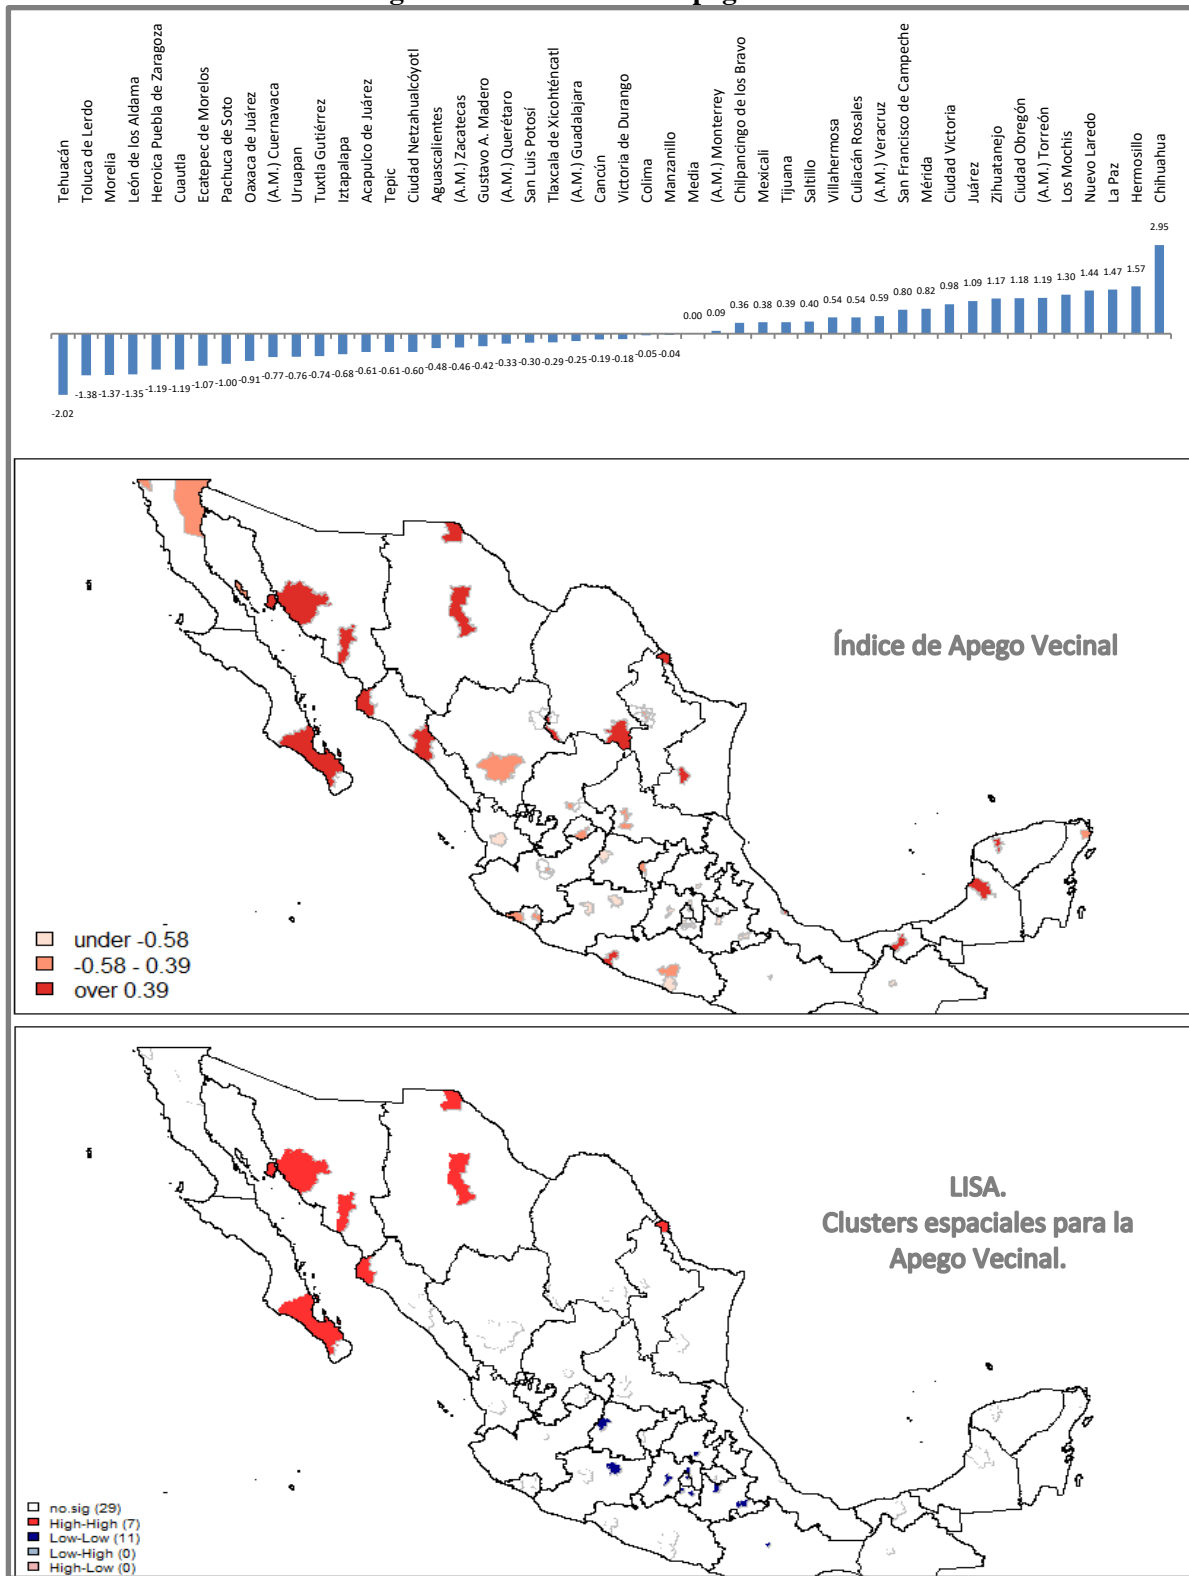 Tehuacán
Toluca de Lerdo
Morelia
León de los Aldama
Heroica Puebla de Zaragoza
Cuautla
Ecatepec de Morelos
Pachuca de Soto
Oaxaca de Juárez
(A.M.) Cuernavaca
Uruapan
Tuxtla Gutiérrez
Iztapalapa
Acapulco de Juárez
Tepic
Ciudad Netzahualcóyotl
Aguascalientes
(A.M.) Zacatecas
Gustavo A. Madero
(A.M.) Querétaro
San Luis Potosí
Tlaxcala de Xicohténcatl
(A.M.) Guadalajara
Cancún
Victoria de Durango
Colima
Manzanillo
Media
(A.M.) Monterrey
Chilpancingo de los Bravo
Mexicali
Tijuana
Saltillo
Villahermosa
Culiacán Rosales
(A.M.) Veracruz
San Francisco de Campeche
Mérida
Ciudad Victoria
Juárez
Zihuatanejo
Ciudad Obregón
(A.M.) Torreón
Los Mochis
Nuevo Laredo
La Paz
Hermosillo
Chihuahua
-2.02
-1.38
-1.37
-1.35
-1.19
-1.19
-1.07
-1.00
-0.91
-0.77
-0.76
-0.74
-0.68
-0.61
-0.61
-0.60
-0.48
-0.46
-0.42
-0.33
-0.30
-0.29
-0.25
-0.19
-0.18
-0.05
-0.04
0.00
0.09
0.36
0.38
0.39
0.40
0.54
0.54
0.59
0.80
0.82
0.98
1.09
1.17
1.18
1.19
1.30
1.44
1.47
1.57
2.95
Índice de Apego Vecinal
under -0.58
-0.58 - 0.39
over 0.39
LISA.
Clusters espaciales para la
Apego Vecinal.
no.sig (29)
High-High (7)
Low-Low (11)
Low-High (0)
High-Low (0)